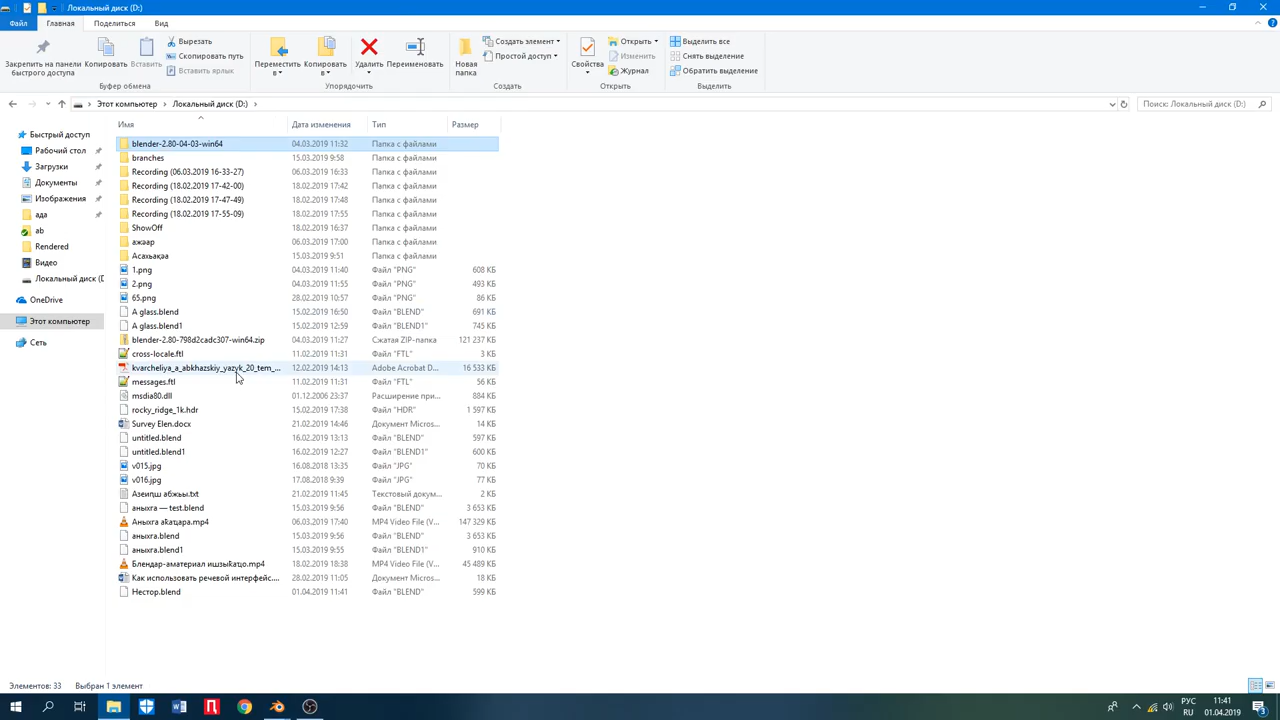 Локальный диск (D:)
Файл Главная Поделиться Вид
Закрепить на панели быстрого доступа
Копировать
Вставить
Вырезать
Скопировать путь
Вставить ярлык
Буфер обмена
Переместить в
Копировать в
Удалить
Переименовать
Упорядочить
Новая папка
Создать элемент
Простой доступ
Создать
Свойства
Открыть
Изменить
Журнал
Открыть
Выделить все
Снять выделение
Обратить выделение
Выделить
Этот компьютер > Локальный диск (D:) >
Поиск: Локальный диск (D:)
Быстрый доступ
Рабочий стол
Загрузки
Документы
Изображения
ада
ab
Rendered
Видео
Локальный диск (D
OneDrive
Этот компьютер
Сеть
Имя Дата изменения Тип Размер
blender-2.80-04-03-win64 04.03.2019 11:32 Папка с файлами
branches 15.03.2019 9:58 Папка с файлами
Recording (06.03.2019 16-33-27) 06.03.2019 16:33 Папка с файлами
Recording (18.02.2019 17-42-00) 18.02.2019 17:42 Папка с файлами
Recording (18.02.2019 17-47-49) 18.02.2019 17:48 Папка с файлами
Recording (18.02.2019 17-55-09) 18.02.2019 17:55 Папка с файлами
ShowOff 18.02.2019 16:37 Папка с файлами
ажәар 06.03.2019 17:00 Папка с файлами
Асахьақәа 15.03.2019 9:51 Папка с файлами
1.png 04.03.2019 11:40 Файл "PNG" 608 КБ
2.png 04.03.2019 11:55 Файл "PNG" 493 КБ
65.png 28.02.2019 10:57 Файл "PNG" 86 КБ
A glass.blend 15.02.2019 16:50 Файл "BLEND" 691 КБ
A glass.blend1 15.02.2019 12:59 Файл "BLEND1" 745 КБ
blender-2.80-798d2cadc307-win64.zip 04.03.2019 11:27 Сжатая ZIP-папка 121 237 КБ
cross-locale.ftl 11.02.2019 11:31 Файл "FTL" 3 КБ
kvarcheliya_a_abkhazskiy_yazyk_20_tem_... 12.02.2019 14:13 Adobe Acrobat D... 16 533 КБ
messages.ftl 11.02.2019 11:31 Файл "FTL" 56 КБ
msdia80.dll 01.12.2006 23:37 Расширение при... 884 КБ
rocky_ridge_1k.hdr 15.02.2019 17:38 Файл "HDR" 1 597 КБ
Survey Elen.docx 21.02.2019 14:46 Документ Micros... 14 КБ
untitled.blend 16.02.2019 13:13 Файл "BLEND" 597 КБ
untitled.blend1 16.02.2019 12:27 Файл "BLEND1" 600 КБ
v015.jpg 16.08.2018 13:35 Файл "JPG" 70 КБ
v016.jpg 17.08.2018 9:39 Файл "JPG" 77 КБ
Азеиԥш абжьы.txt 21.02.2019 11:45 Текстовый докум... 2 КБ
аныхга — test.blend 15.03.2019 9:56 Файл "BLEND" 3 653 КБ
Аныхга аҟаҵара.mp4 06.03.2019 17:40 MP4 Video File (V... 147 329 КБ
аныхга.blend 15.03.2019 9:56 Файл "BLEND" 3 653 КБ
аныхга.blend1 15.03.2019 9:55 Файл "BLEND1" 910 КБ
Блендар-аматериал ишзыҟаҵо.mp4 18.02.2019 18:38 MP4 Video File (V... 45 489 КБ
Как использовать речевой интерфейс.... 28.02.2019 11:05 Документ Micros... 18 КБ
Нестор.blend 01.04.2019 11:41 Файл "BLEND" 599 КБ
Элементов: 33 Выбран 1 элемент
РУС
RU
11:41
01.04.2019
3